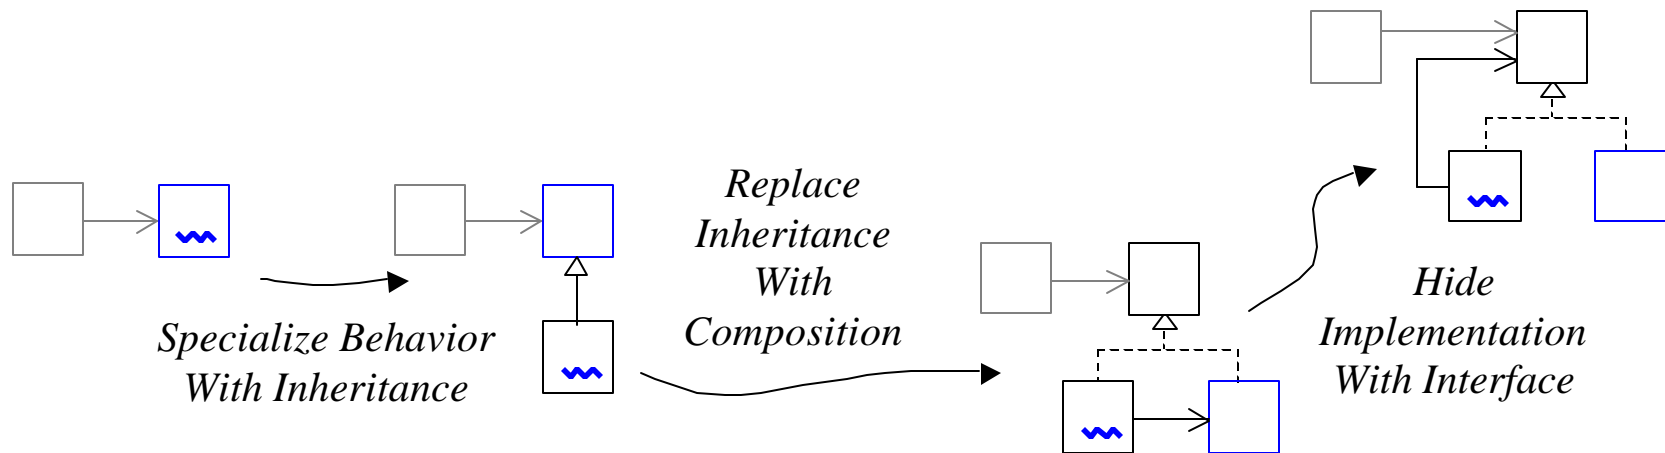 Specialize Behavior
With Inheritance
Replace
Inheritance
With
Composition
Hide
Implementation
With Interface